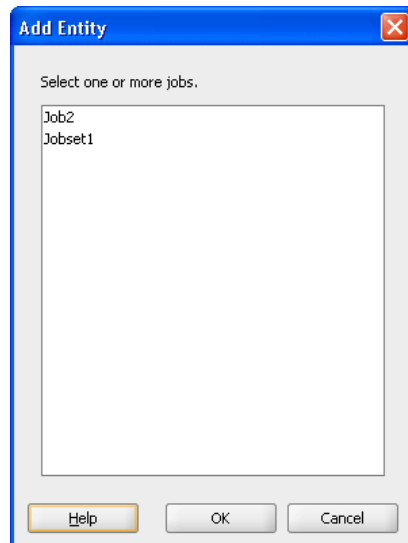 Add Entity
Select one or more jobs.
Job2
Jobset1
Help
OK
Cancel